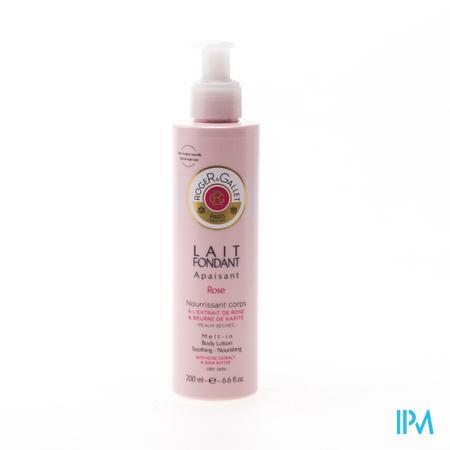 ROGER & GALLET
PARIS
LAIT
FONDANT
Apaisant
Rose
Nourrissant corps
À L'EXTRAIT DE ROSE
& BEURRE DE KARITÉ
- PEAUX SÈCHES -
Melt-in
Body Lotion
Soothing - Nourishing
WITH ROSE EXTRACT
& SHEA BUTTER
- DRY SKIN -
200 ml - ℮ - 6.6 fl.oz.
IPM